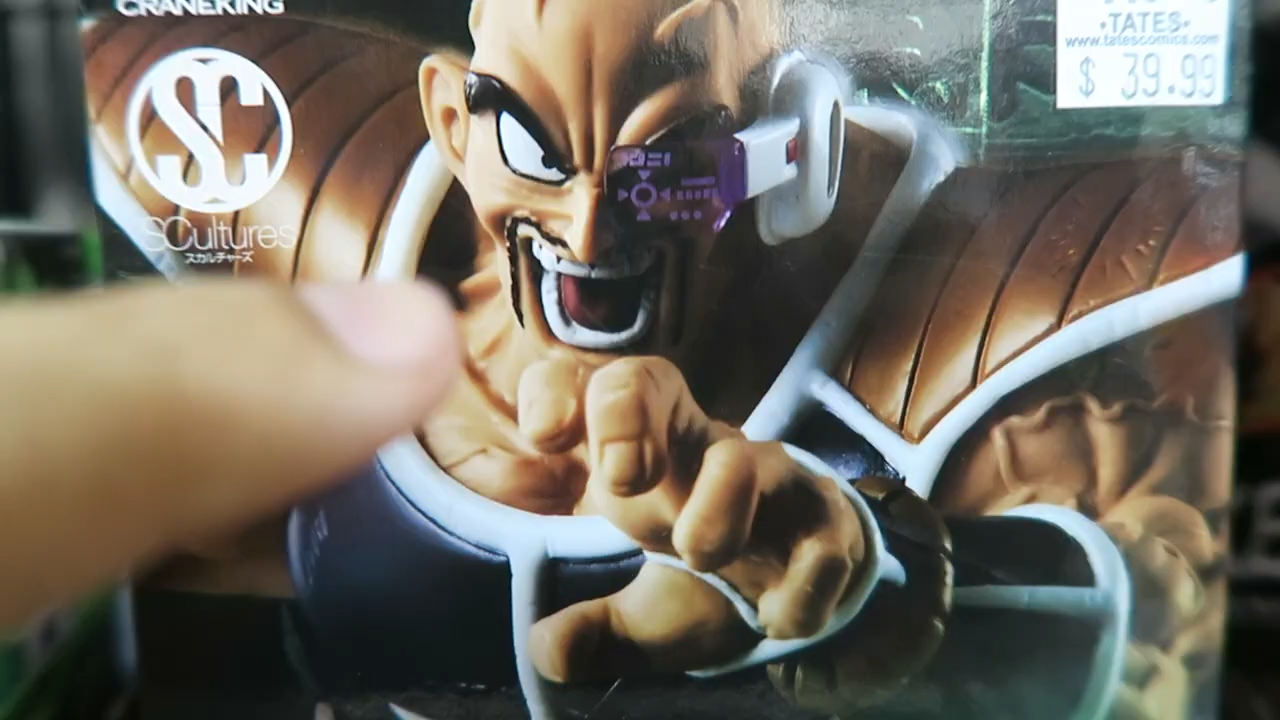 CRANEKING
SC
SCultures
スカルチャーズ
•TATES•
www.tatescomics.com
$ 39.99